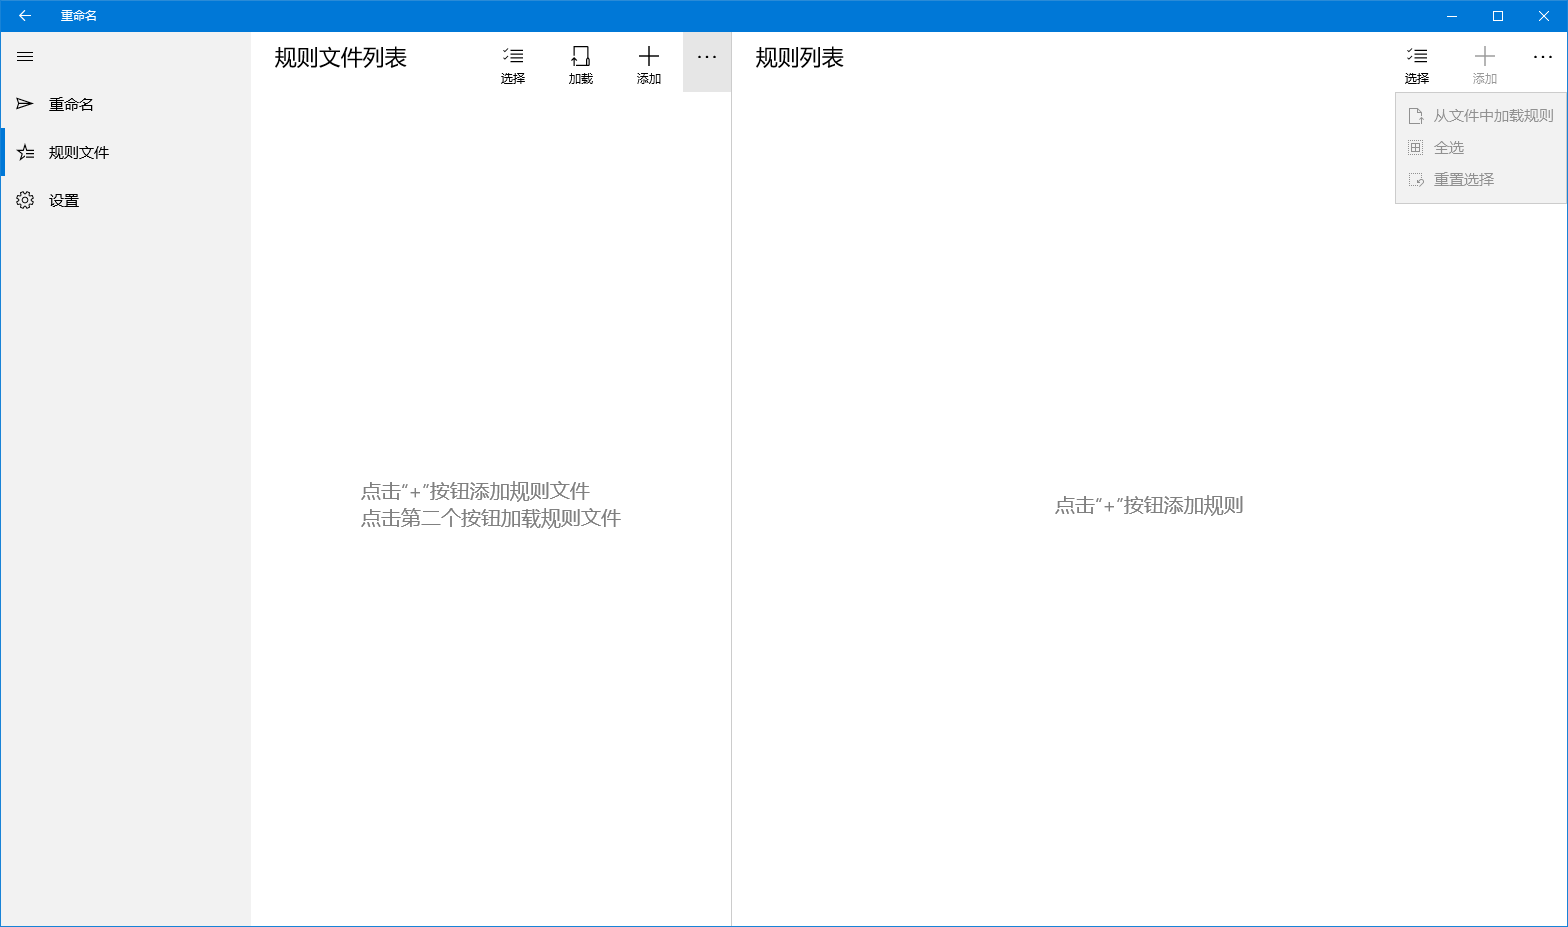 重命名
重命名
规则文件
设置
规则文件列表
选择
加载
添加
点击“+”按钮添加规则文件
点击第二个按钮加载规则文件
规则列表
选择
添加
从文件中加载规则
全选
重置选择
点击“+”按钮添加规则